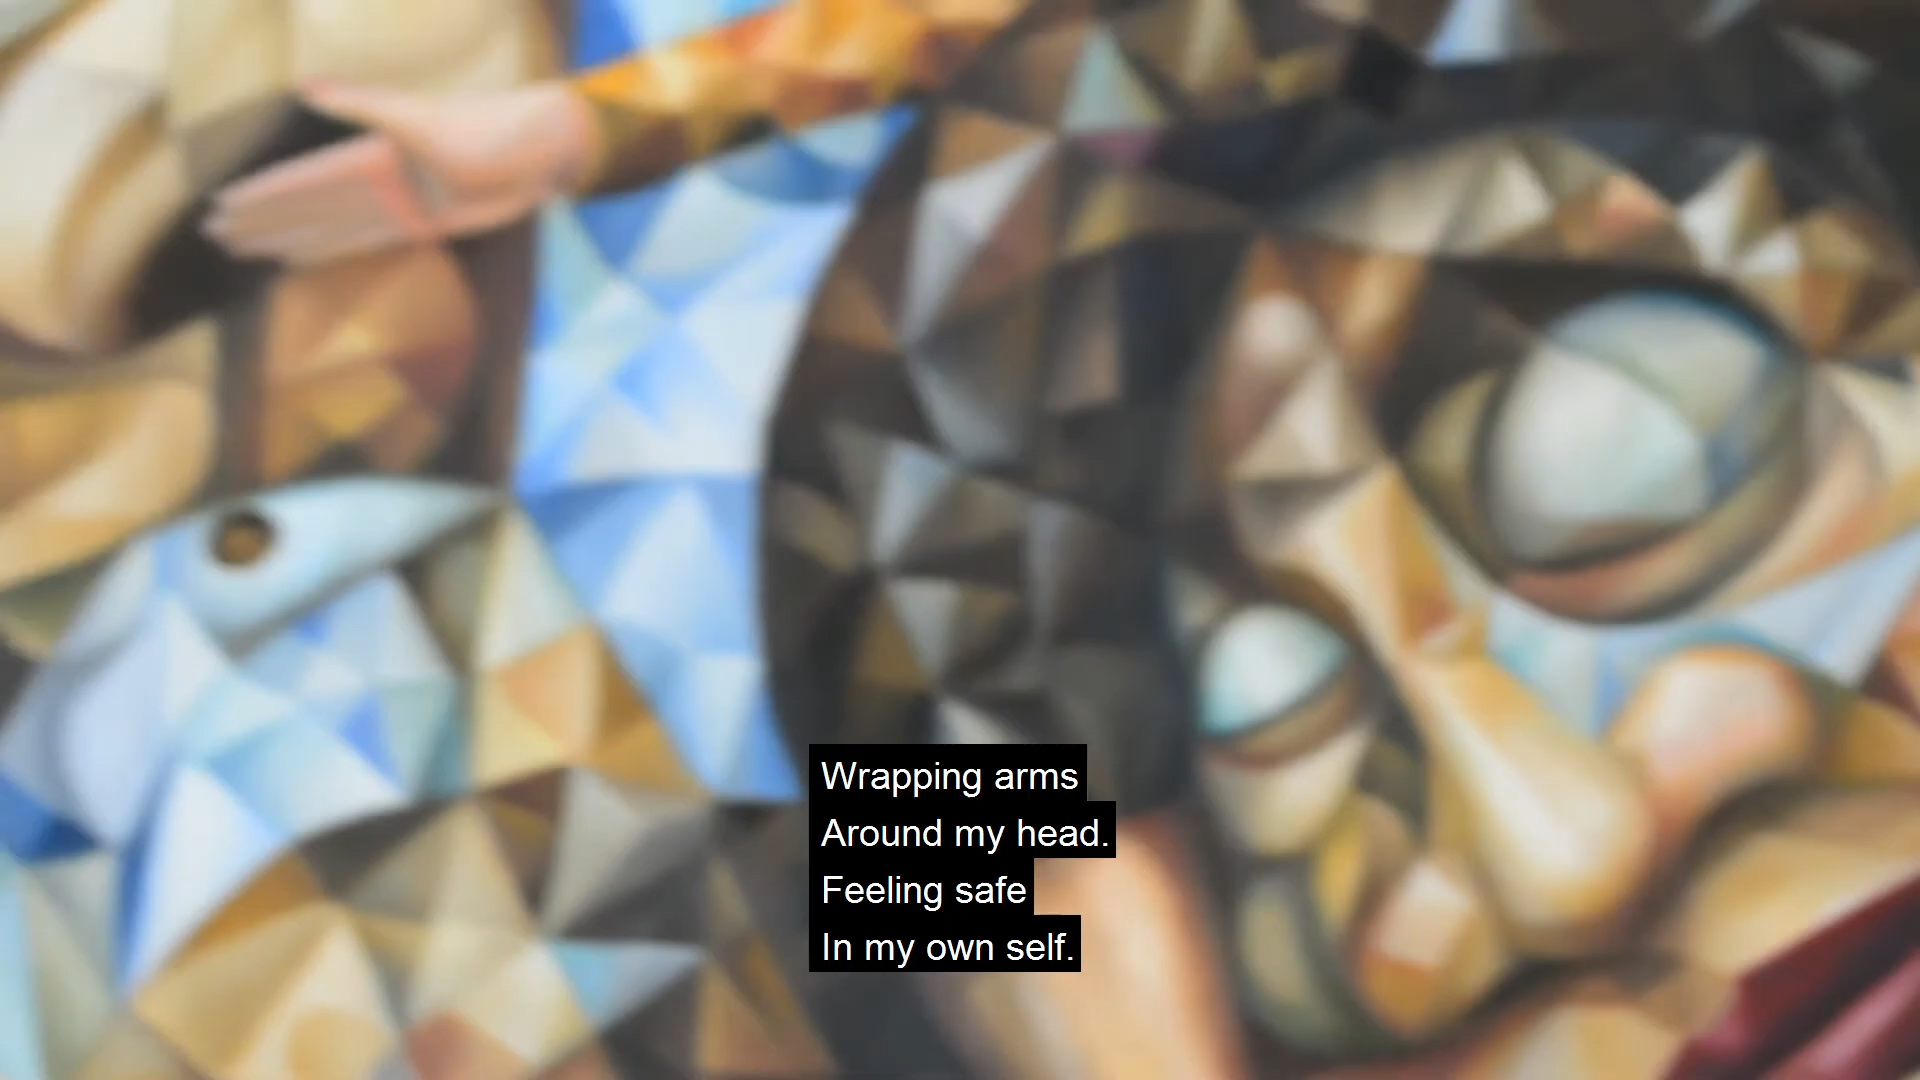 Wrapping arms
Around my head.
Feeling safe
In my own self.